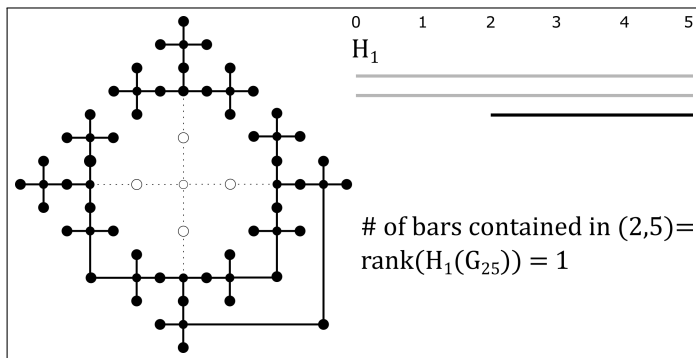 0 1 2 3 4 5
H₁
# of bars contained in (2,5)=
rank(H₁(G₂₅)) = 1